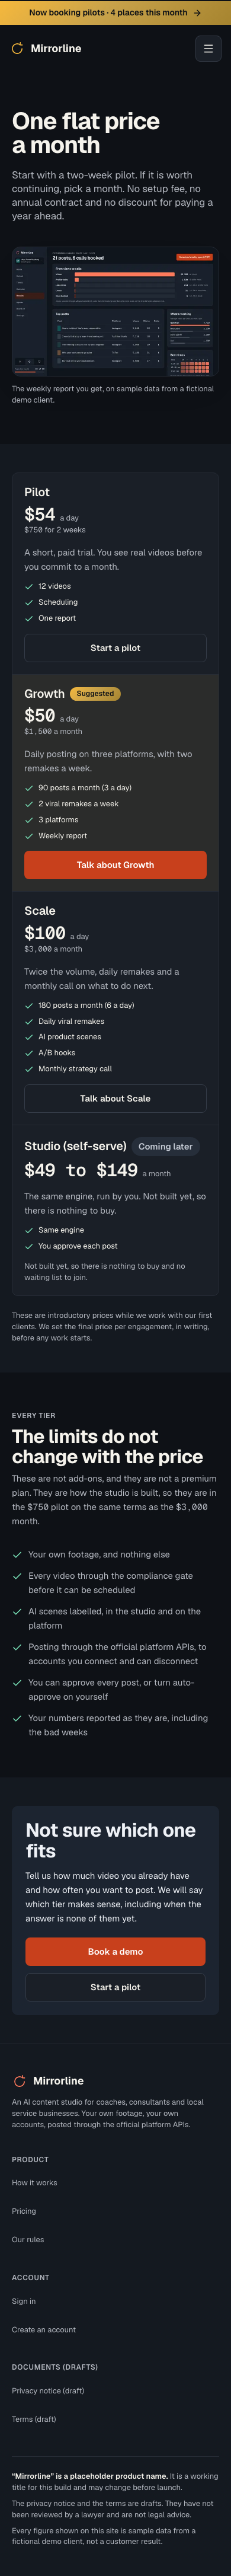 Now booking pilots · 4 places this month →
Mirrorline
One flat price
a month
Start with a two-week pilot. If it is worth
continuing, pick a month. No setup fee, no
annual contract and no discount for paying a
year ahead.
21 posts, 6 calls booked
The weekly report you get, on sample data from a fictional
demo client.
Pilot
$54 a day
$750 for 2 weeks
A short, paid trial. You see real videos before
you commit to a month.
12 videos
Scheduling
One report
Start a pilot
Growth Suggested
$50 a day
$1,500 a month
Daily posting on three platforms, with two
remakes a week.
90 posts a month (3 a day)
2 viral remakes a week
3 platforms
Weekly report
Talk about Growth
Scale
$100 a day
$3,000 a month
Twice the volume, daily remakes and a
monthly call on what to do next.
180 posts a month (6 a day)
Daily viral remakes
AI product scenes
A/B hooks
Monthly strategy call
Talk about Scale
Studio (self-serve) Coming later
$49 to $149 a month
The same engine, run by you. Not built yet, so
there is nothing to buy.
Same engine
You approve each post
Not built yet, so there is nothing to buy and no
waiting list to join.
These are introductory prices while we work with our first
clients. We set the final price per engagement, in writing,
before any work starts.
EVERY TIER
The limits do not
change with the price
These are not add-ons, and they are not a premium
plan. They are how the studio is built, so they are in
the $750 pilot on the same terms as the $3,000
month.
Your own footage, and nothing else
Every video through the compliance gate
before it can be scheduled
AI scenes labelled, in the studio and on the
platform
Posting through the official platform APIs, to
accounts you connect and can disconnect
You can approve every post, or turn auto-
approve on yourself
Your numbers reported as they are, including
the bad weeks
Not sure which one
fits
Tell us how much video you already have
and how often you want to post. We will say
which tier makes sense, including when the
answer is none of them yet.
Book a demo
Start a pilot
Mirrorline
An AI content studio for coaches, consultants and local
service businesses. Your own footage, your own
accounts, posted through the official platform APIs.
PRODUCT
How it works
Pricing
Our rules
ACCOUNT
Sign in
Create an account
DOCUMENTS (DRAFTS)
Privacy notice (draft)
Terms (draft)
"Mirrorline" is a placeholder product name. It is a working
title for this build and may change before launch.
The privacy notice and the terms are drafts. They have not
been reviewed by a lawyer and are not legal advice.
Every figure shown on this site is sample data from a
fictional demo client, not a customer result.